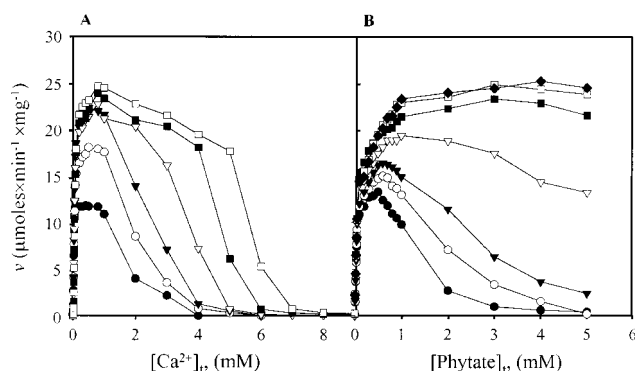 A
B
30
25
20
15
10
5
0
v (μmoles×min⁻¹ ×mg⁻¹)
0 2 4 6 8 0 1 2 3 4 5 6
[Ca²⁺]t, (mM)
[Phytate]t, (mM)